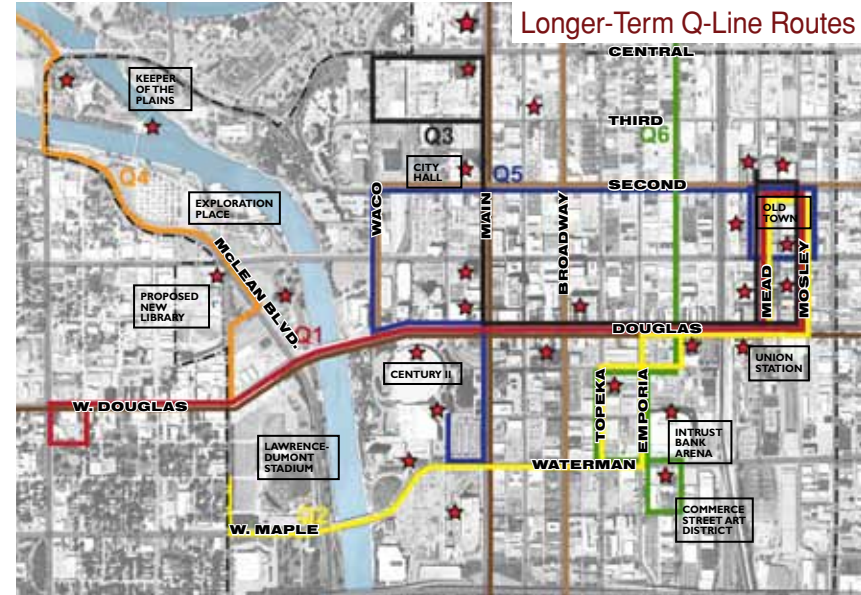 Longer-Term Q-Line Routes
CENTRAL
KEEPER
OF THE
PLAINS
THIRD
Q3
Q6
CITY
HALL
Q4
Q5
SECOND
EXPLORATION
PLACE
WACO
MAIN
BROADWAY
OLD
TOWN
McLEAN BLVD.
PROPOSED
NEW
LIBRARY
MEAD
MOSLEY
Q1
DOUGLAS
CENTURY II
UNION
STATION
W. DOUGLAS
TOPEKA
EMPORIA
LAWRENCE-
DUMONT
STADIUM
INTRUST
BANK
ARENA
WATERMAN
COMMERCE
STREET ART
DISTRICT
Q2
W. MAPLE